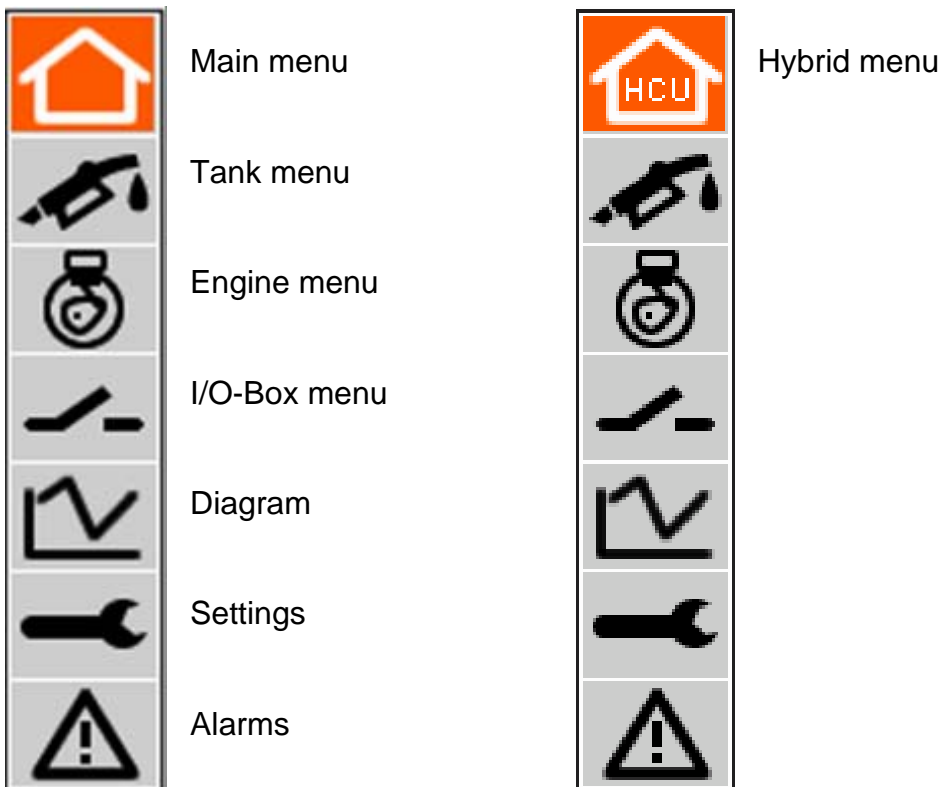 Main menu
HCU
Hybrid menu
Tank menu
Engine menu
I/O-Box menu
Diagram
Settings
Alarms